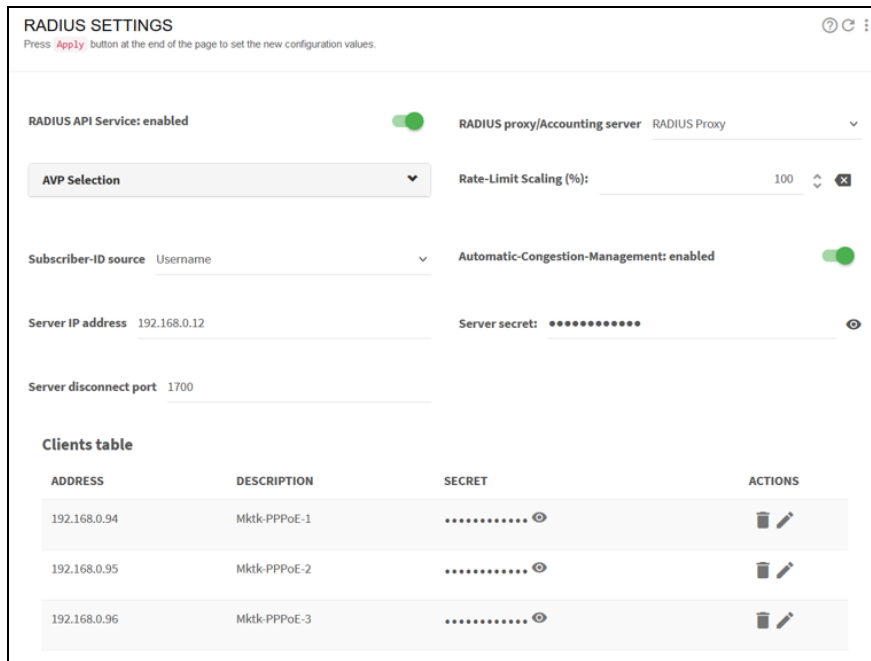 RADIUS SETTINGS
Press Apply button at the end of the page to set the new configuration values.
RADIUS API Service: enabled
RADIUS proxy/Accounting server RADIUS Proxy
AVP Selection
Rate-Limit Scaling (%): 100
Subscriber-ID source Username
Automatic-Congestion-Management: enabled
Server IP address 192.168.0.12
Server secret: ••••••••••••
Server disconnect port 1700
Clients table
ADDRESS DESCRIPTION SECRET ACTIONS
192.168.0.94 Mktk-PPPoE-1 ••••••••••••
192.168.0.95 Mktk-PPPoE-2 ••••••••••••
192.168.0.96 Mktk-PPPoE-3 ••••••••••••